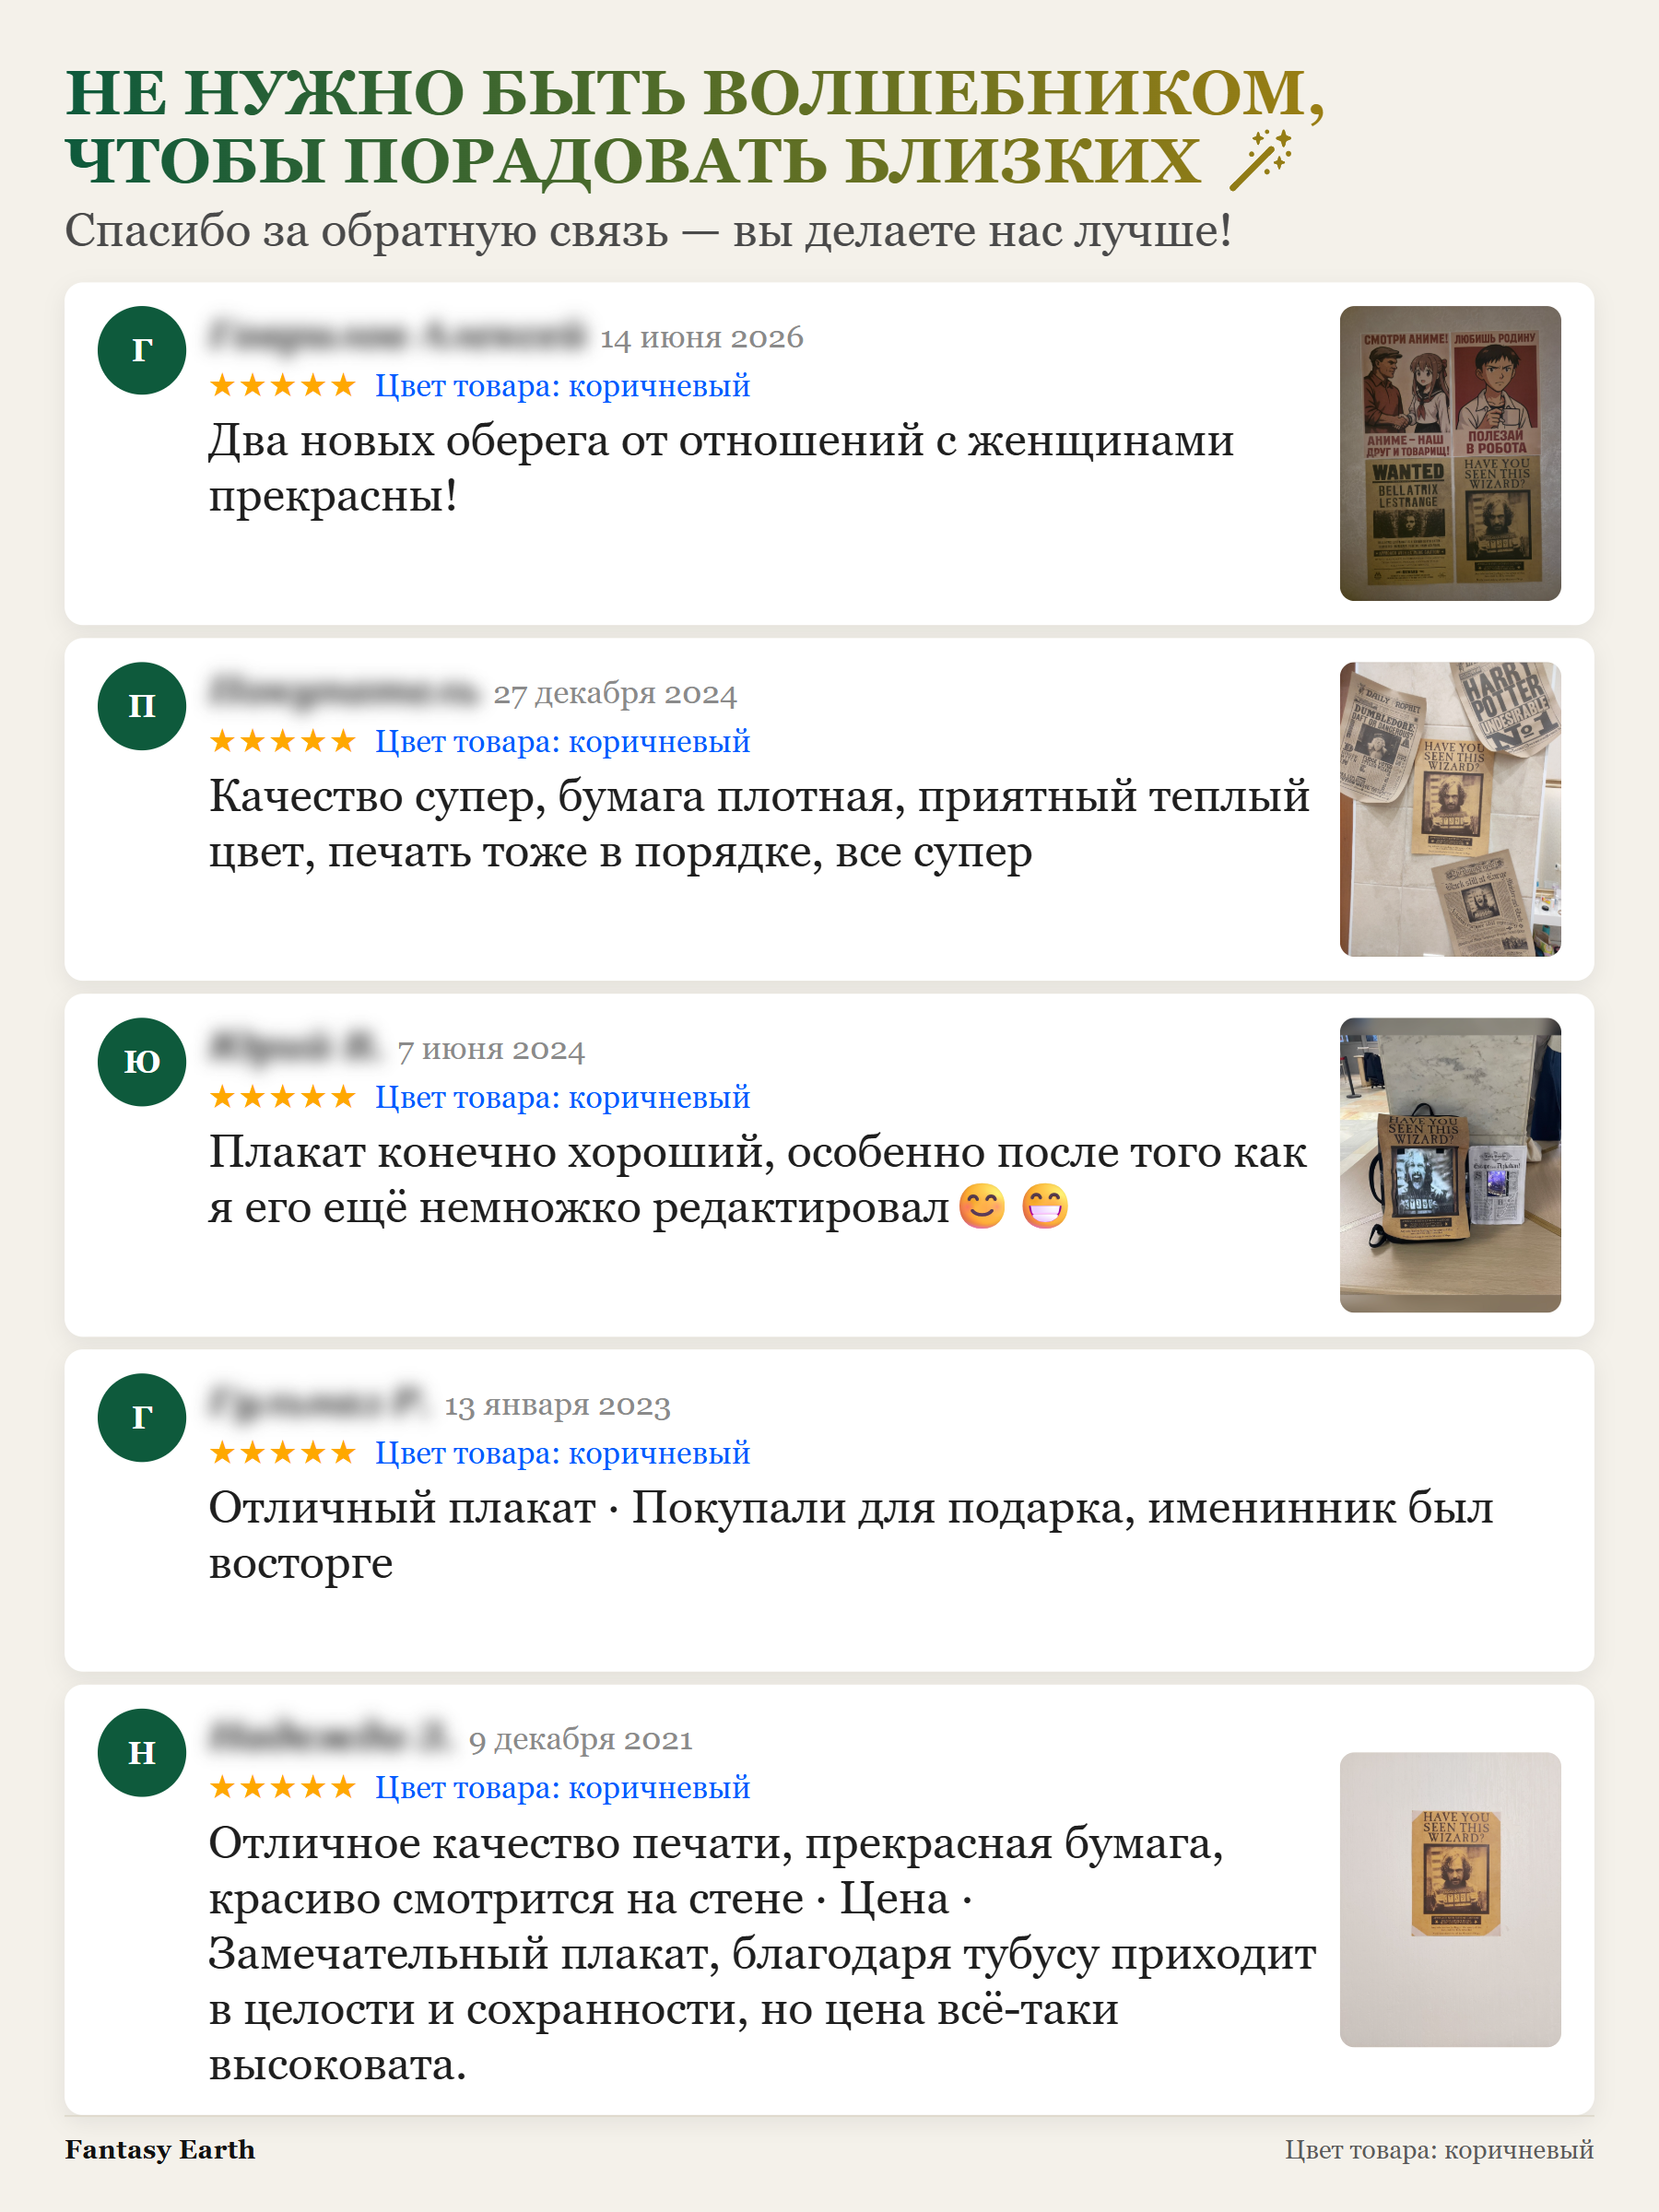 НЕ НУЖНО БЫТЬ ВОЛШЕБНИКОМ,
ЧТОБЫ ПОРАДОВАТЬ БЛИЗКИХ
Спасибо за обратную связь — вы делаете нас лучше!
Г
14 июня 2026
★★★★★ Цвет товара: коричневый
Два новых оберега от отношений с женщинами
прекрасны!
СМОТРИ АНИМЕ!
АНИМЕ – НАШ
ДРУГ И ТОВАРИЩ!
ЛЮБИШЬ РОДИНУ
ПОЛЕЗАЙ
В РОБОТА
WANTED
BELLATRIX
LESTRANGE
HAVE YOU
SEEN THIS
WIZARD?
П
27 декабря 2024
★★★★★ Цвет товара: коричневый
Качество супер, бумага плотная, приятный теплый
цвет, печать тоже в порядке, все супер
DAILY PROPHET
DUMBLEDORE:
DAFT OR DANGEROUS?
HARRY
POTTER
UNDESIRABLE
Nº1
HAVE YOU
SEEN THIS
WIZARD?
Ю
7 июня 2024
★★★★★ Цвет товара: коричневый
Плакат конечно хороший, особенно после того как
я его ещё немножко редактировал😊 😁
HAVE YOU
SEEN THIS
WIZARD?
Г
13 января 2023
★★★★★ Цвет товара: коричневый
Отличный плакат · Покупали для подарка, именинник был
восторге
Н
9 декабря 2021
★★★★★ Цвет товара: коричневый
Отличное качество печати, прекрасная бумага,
красиво смотрится на стене · Цена ·
Замечательный плакат, благодаря тубусу приходит
в целости и сохранности, но цена всё-таки
высоковата.
HAVE YOU
SEEN THIS
WIZARD?
Fantasy Earth
Цвет товара: коричневый